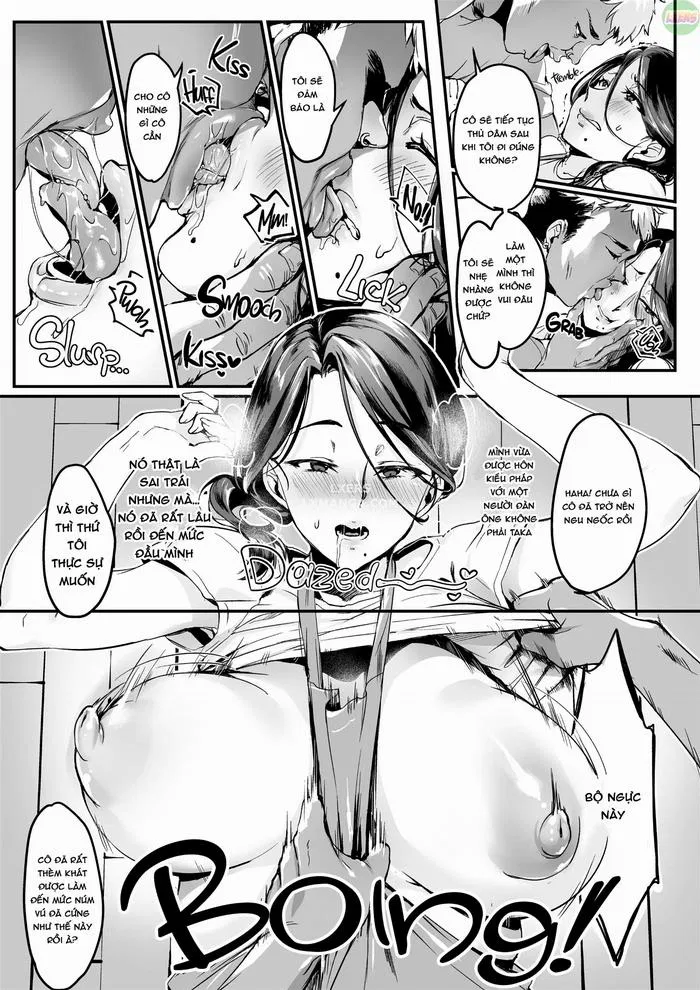 CÔ SẼ TIẾP TỤC
THỦ DÂM SAU
KHI TÔI ĐI ĐÚNG
KHÔNG?
TREMBLE
LÀM
MỘT
MÌNH THÌ
KHÔNG
VUI ĐÂU
TÔI SẼ
NHẸ
NHÀNG
ĐƯỢC
CHỨ?
GRAB
TÔI SẼ
ĐẢM
BẢO LÀ
NO!
LICK
KISS
HUFF
MM!
SMOOCH
KISS
CHO CÔ
NHỮNG
GÌ CÔ
CẦN
PWAH
SLURP...
LXERS
HAHA! CHƯA GÌ
CÔ ĐÃ TRỞ NÊN
NGU NGỐC RỒI
MÌNH VỪA
ĐƯỢC HÔN
KIỂU PHÁP
VỚI MỘT
NGƯỜI ĐÀN
ÔNG KHÔNG
PHẢI TAKA
NÓ THẬT LÀ
SAI TRÁI
NHƯNG MÀ...
NÓ ĐÃ RẤT LÂU
RỒI ĐẾN MỨC
ĐẦU MÌNH
VÀ GIỜ
THÌ THỨ
TÔI
THỰC SỰ
MUỐN
DAZED
BỘ NGỰC
NÀY
CÔ ĐÃ RẤT
THÈM KHÁT
ĐƯỢC LÀM
ĐẾN MỨC NÚM
VÚ ĐÃ CỨNG
NHƯ THẾ NÀY
RỒI À?
BOING!